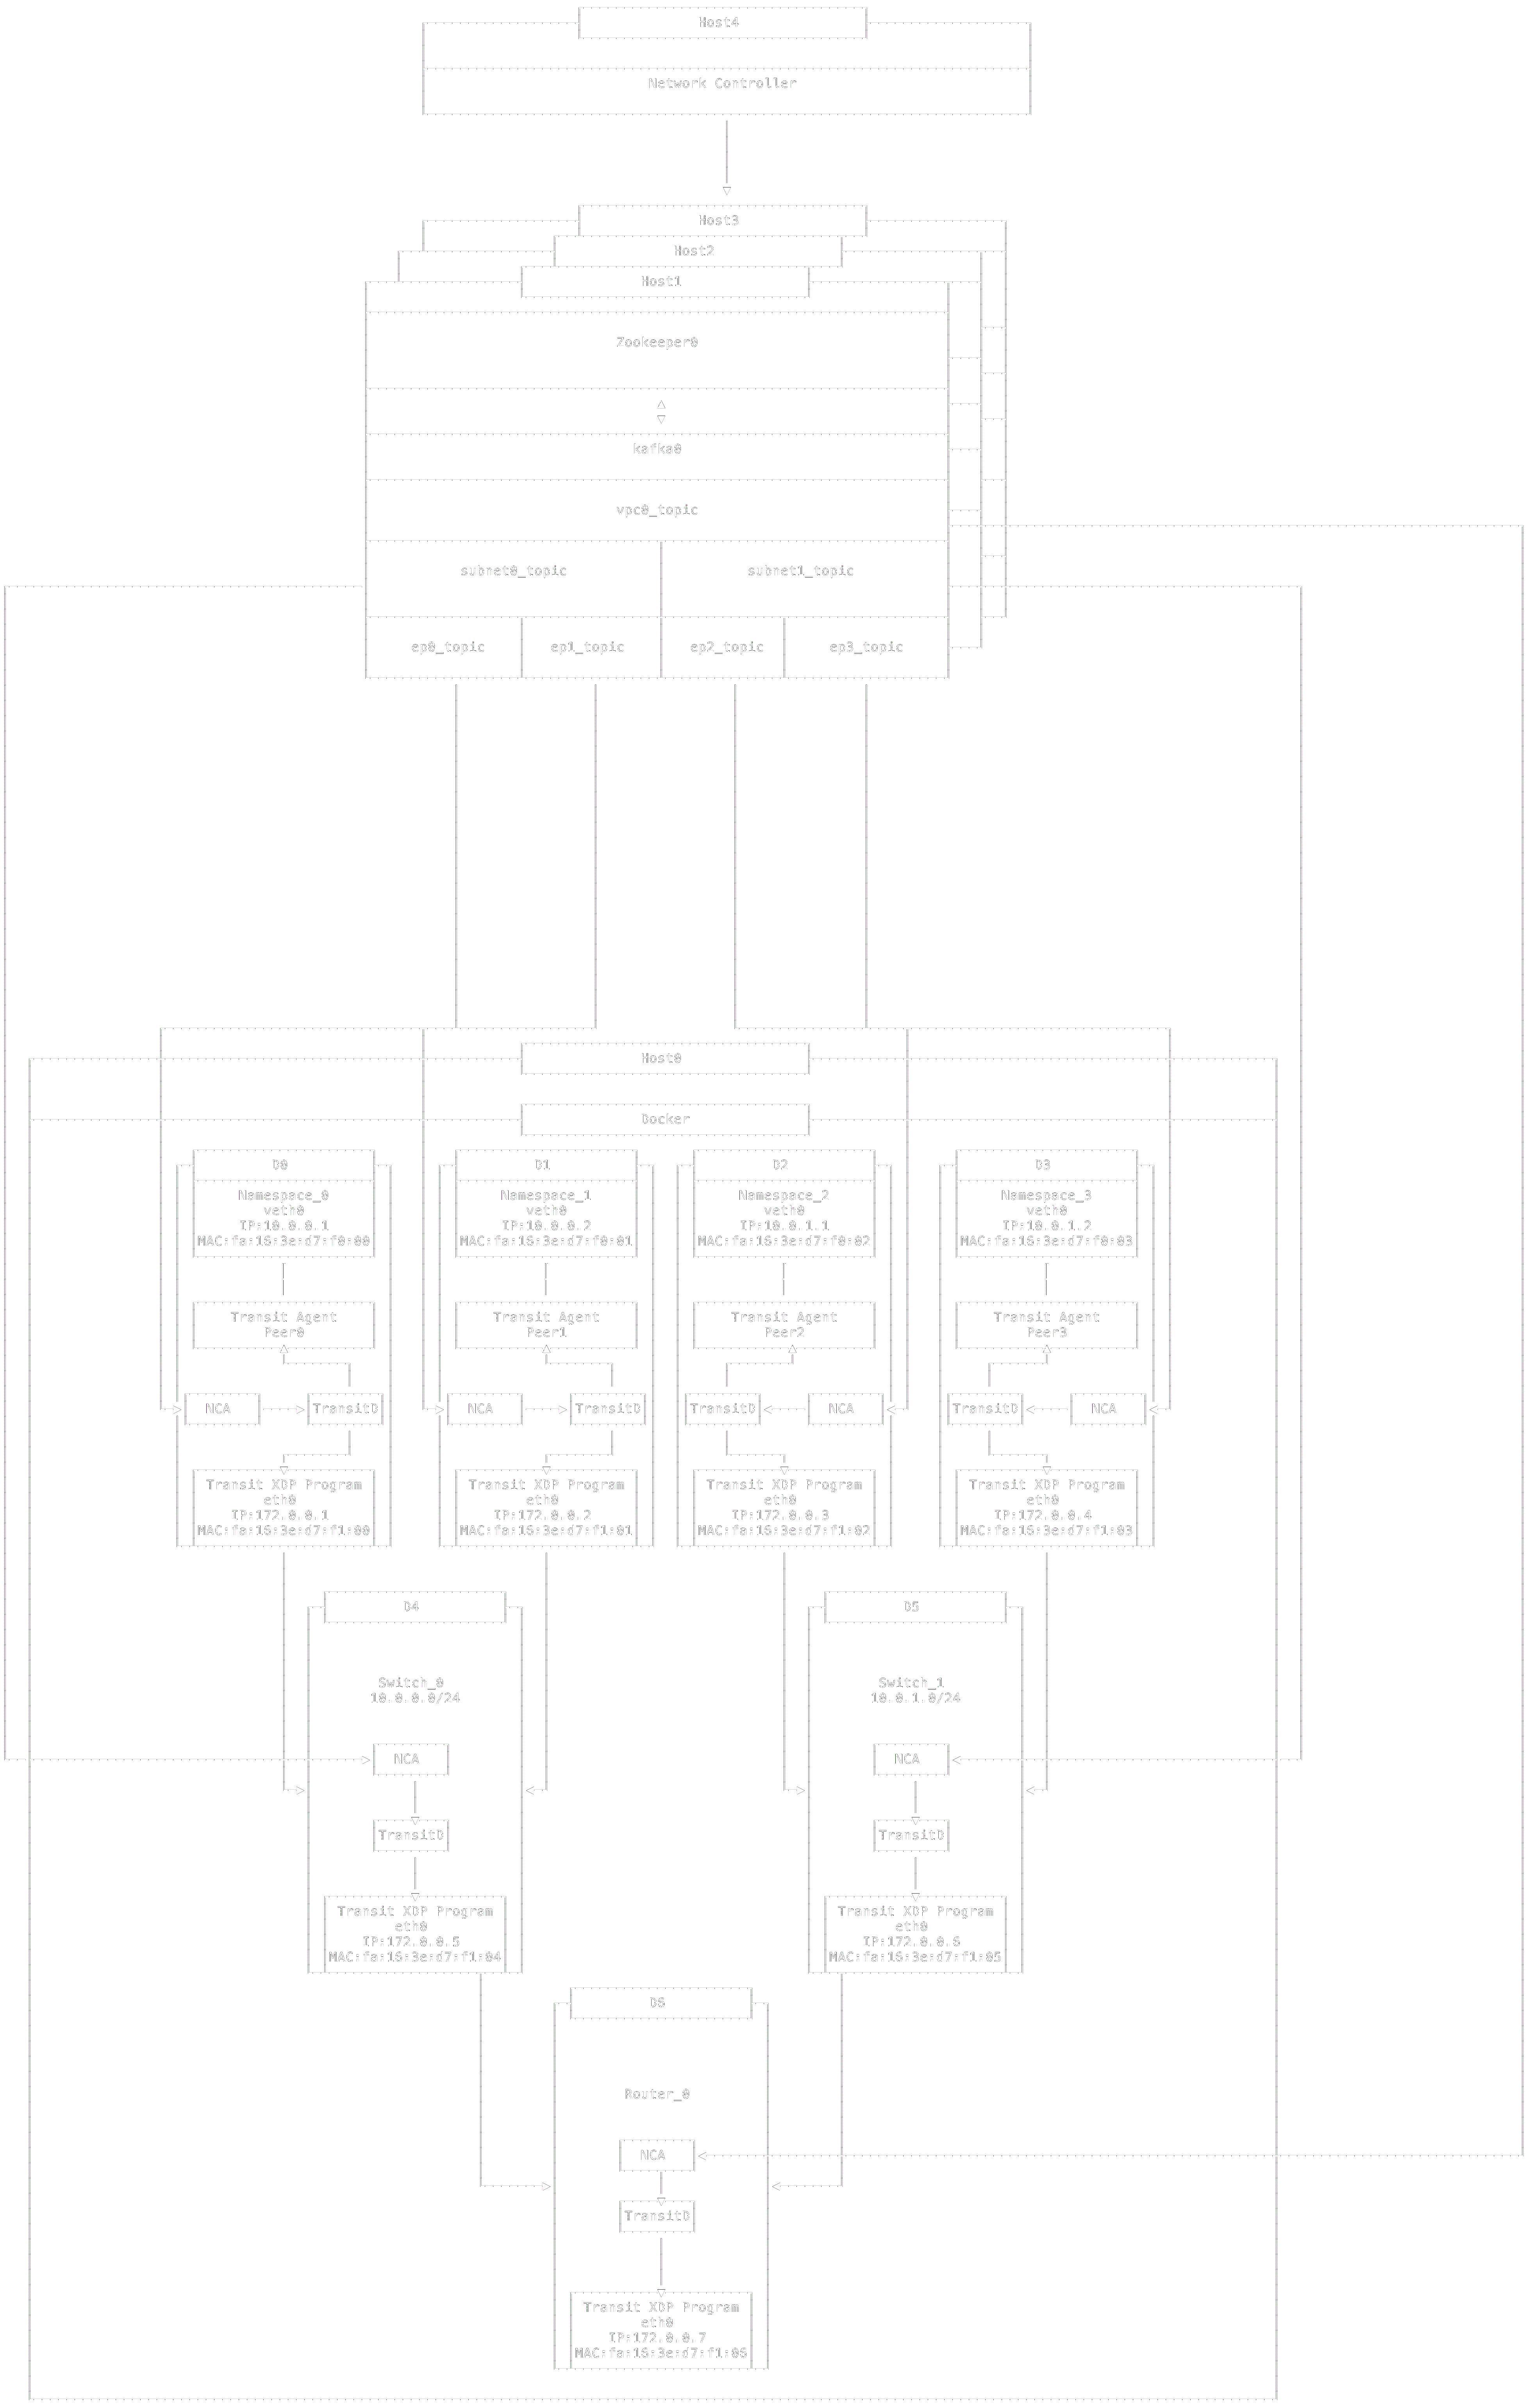 Host4
Network Controller
Host3
Host2
Host1
Zookeeper0
kafka0
vpc0_topic
subnet0_topic
subnet1_topic
ep0_topic
ep1_topic
ep2_topic
ep3_topic
Host0
Docker
D0
Namespace_0
veth0
IP:10.0.0.1
MAC:fa:16:3e:d7:f0:00
Transit Agent
Peer0
NCA
TransitD
Transit XDP Program
eth0
IP:172.0.0.1
MAC:fa:16:3e:d7:f1:00
D1
Namespace_1
veth0
IP:10.0.0.2
MAC:fa:16:3e:d7:f0:01
Transit Agent
Peer1
NCA
TransitD
Transit XDP Program
eth0
IP:172.0.0.2
MAC:fa:16:3e:d7:f1:01
D2
Namespace_2
veth0
IP:10.0.1.1
MAC:fa:16:3e:d7:f0:02
Transit Agent
Peer2
TransitD
NCA
Transit XDP Program
eth0
IP:172.0.0.3
MAC:fa:16:3e:d7:f1:02
D3
Namespace_3
veth0
IP:10.0.1.2
MAC:fa:16:3e:d7:f0:03
Transit Agent
Peer3
TransitD
NCA
Transit XDP Program
eth0
IP:172.0.0.4
MAC:fa:16:3e:d7:f1:03
D4
Switch_0
10.0.0.0/24
NCA
TransitD
Transit XDP Program
eth0
IP:172.0.0.5
MAC:fa:16:3e:d7:f1:04
D5
Switch_1
10.0.1.0/24
NCA
TransitD
Transit XDP Program
eth0
IP:172.0.0.6
MAC:fa:16:3e:d7:f1:05
D6
Router_0
NCA
TransitD
Transit XDP Program
eth0
IP:172.0.0.7
MAC:fa:16:3e:d7:f1:06